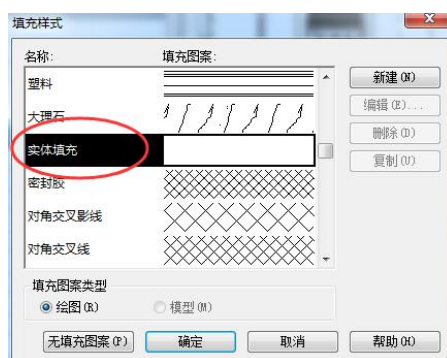 填充样式
名称: 填充图案:
塑料
大理石
实体填充
密封胶
对角交叉影线
对角交叉线
新建(N)
编辑(E)...
删除(D)
复制(U)
填充图案类型
绘图(R) 模型(M)
无填充图案(P) 确定 取消 帮助(H)